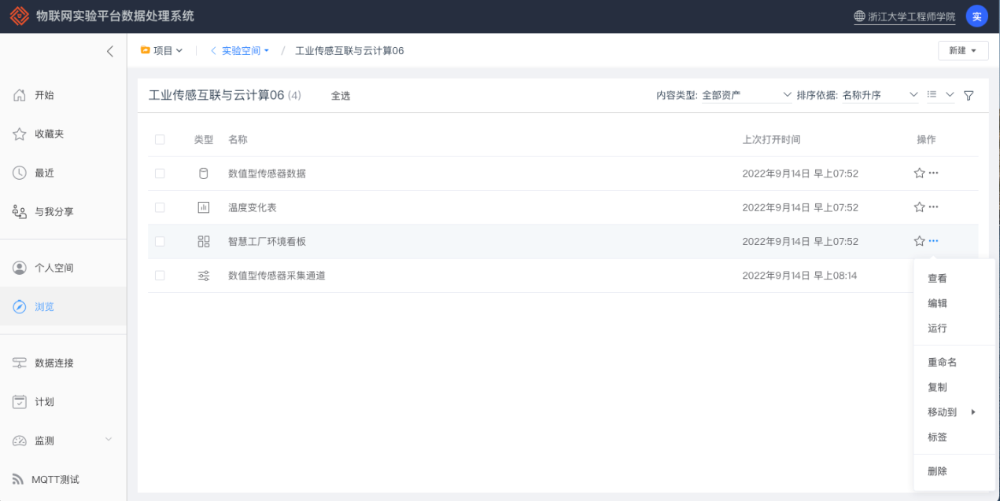 物联网实验平台数据处理系统
浙江大学工程师学院 实
项目 实验空间 / 工业传感互联与云计算06 新建
开始
收藏夹
最近
与我分享
个人空间
浏览
数据连接
计划
监测
MQTT测试
工业传感互联与云计算06 (4) 全选 内容类型: 全部资产 排序依据: 名称升序
类型 名称 上次打开时间 操作
数值型传感器数据 2022年9月14日 早上07:52
温度变化表 2022年9月14日 早上07:52
智慧工厂环境看板 2022年9月14日 早上07:52
数值型传感器采集通道 2022年9月14日 早上08:14
查看
编辑
运行
重命名
复制
移动到
标签
删除